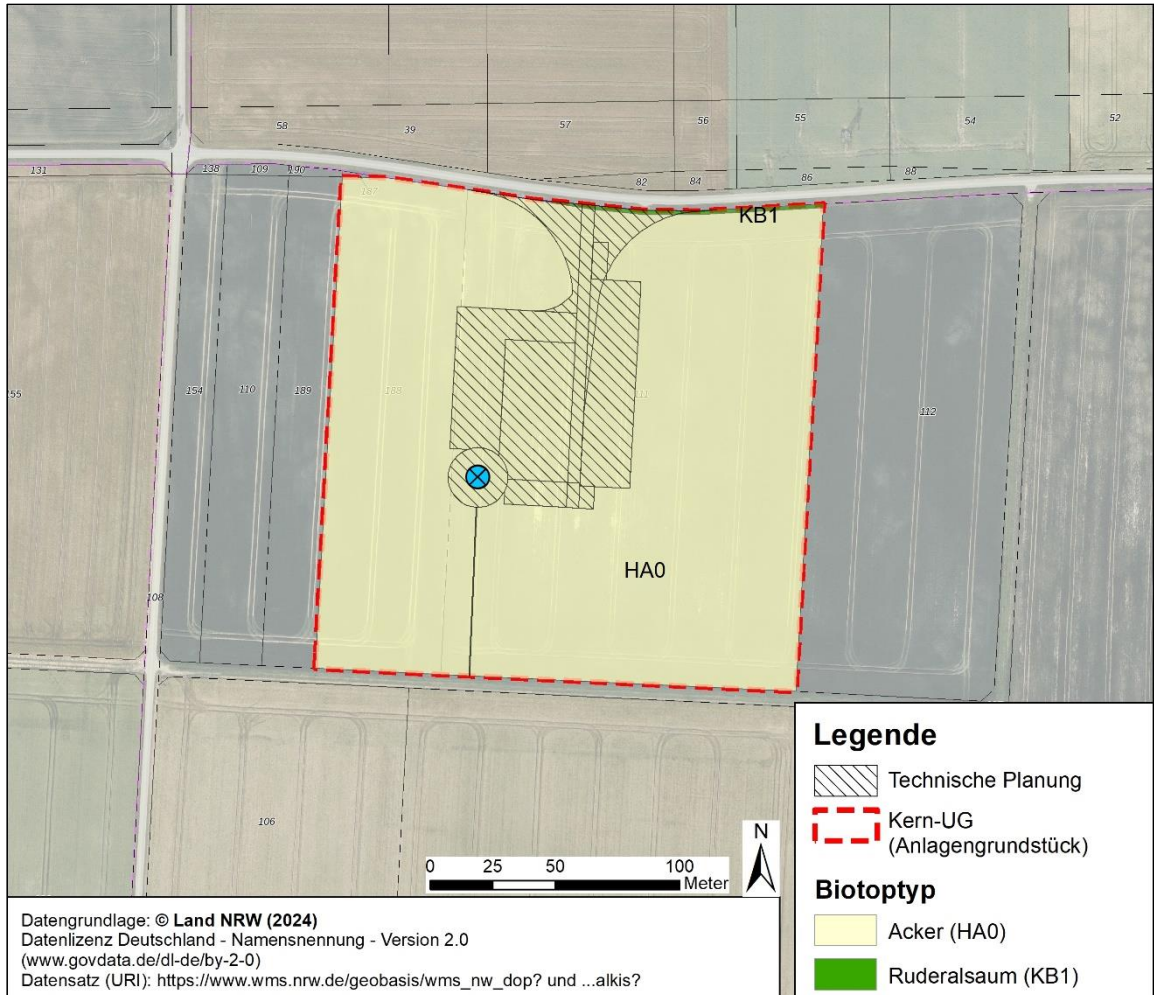 58
39
57
56
55
54
52
131
138
109
190
187
82
84
86
88
KB1
155
154
110
189
188
111
112
HA0
108
106
0 25 50 100
Meter
N
Legende
Technische Planung
Kern-UG
(Anlagengrundstück)
Biotoptyp
Acker (HA0)
Ruderalsaum (KB1)
Datengrundlage: © Land NRW (2024)
Datenlizenz Deutschland - Namensnennung - Version 2.0
(www.govdata.de/dl-de/by-2-0)
Datensatz (URI): https://www.wms.nrw.de/geobasis/wms_nw_dop? und ...alkis?